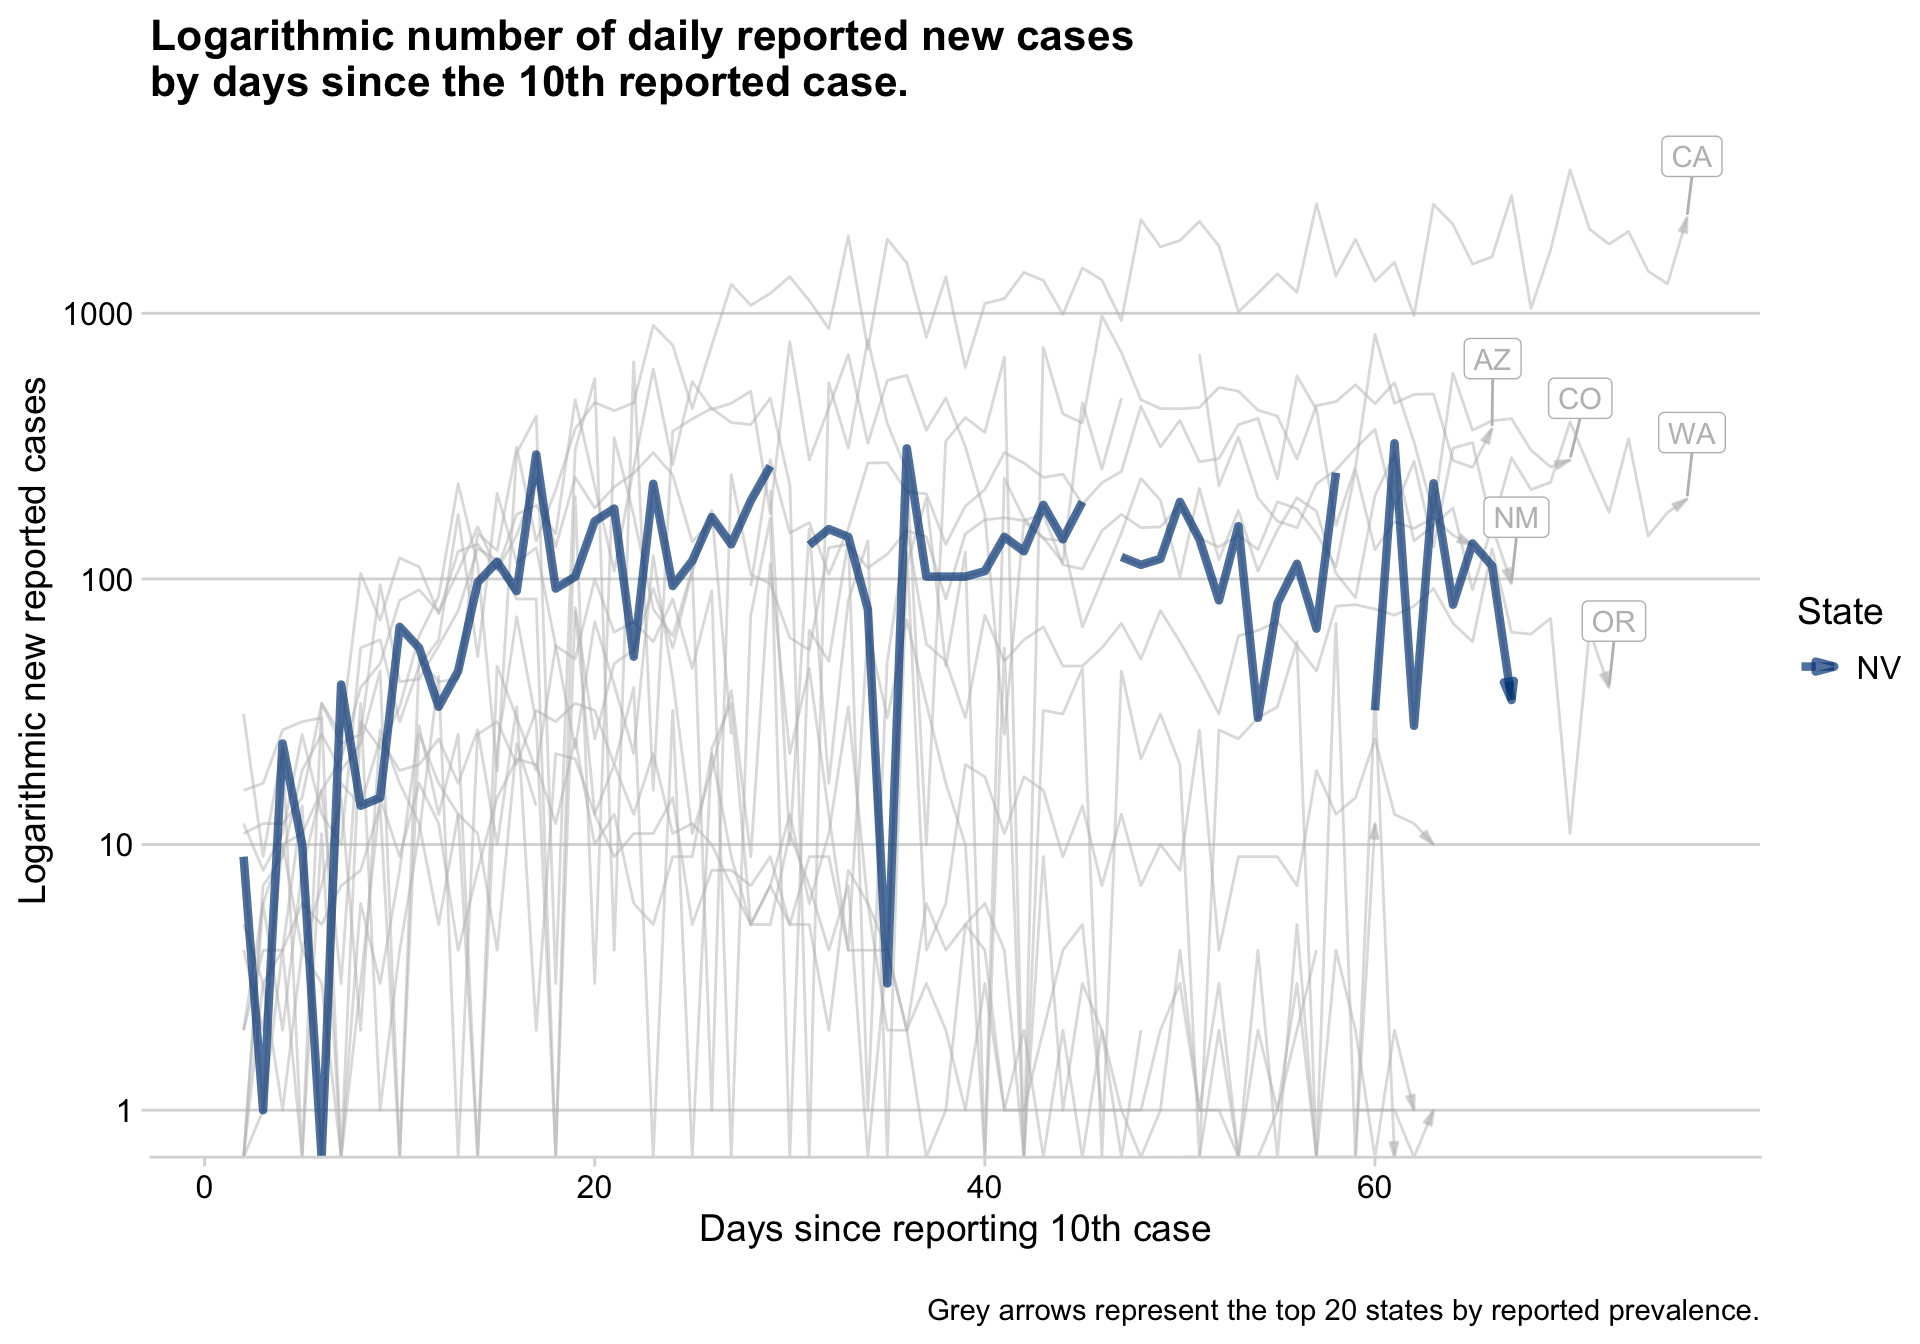 Logarithmic number of daily reported new cases
by days since the 10th reported case.
CA
1000
AZ
CO
WA
NM
100
OR
State
NV
10
1
Logarithmic new reported cases
0 20 40 60
Days since reporting 10th case
Grey arrows represent the top 20 states by reported prevalence.